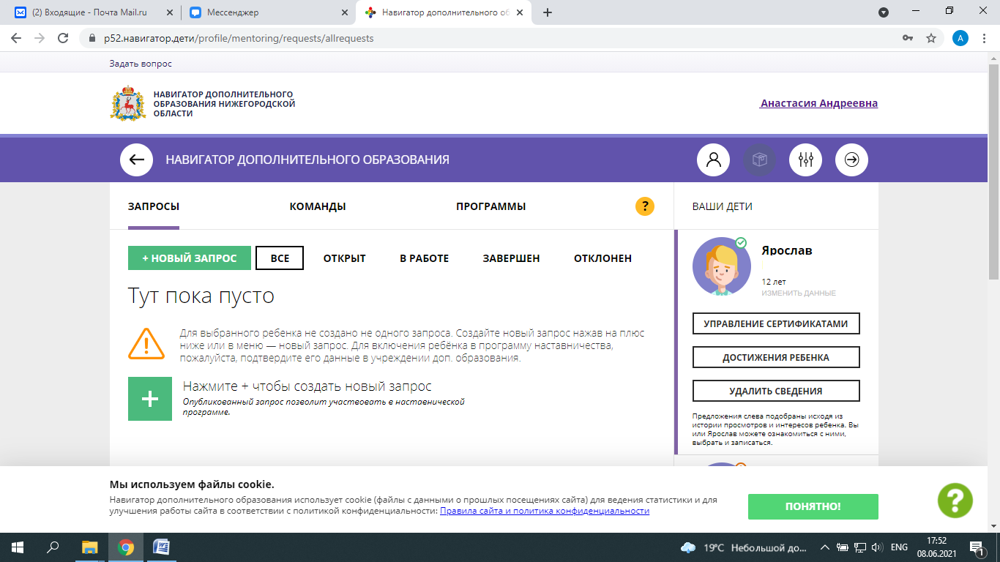 (2) Входящие - Почта Mail.ru
Мессенджер
Навигатор дополнительного об
p52.навигатор.дети/profile/mentoring/requests/allrequests
A
Задать вопрос
НАВИГАТОР ДОПОЛНИТЕЛЬНОГО
ОБРАЗОВАНИЯ НИЖЕГОРОДСКОЙ
ОБЛАСТИ
Анастасия Андреевна
НАВИГАТОР ДОПОЛНИТЕЛЬНОГО ОБРАЗОВАНИЯ
ЗАПРОСЫ
КОМАНДЫ
ПРОГРАММЫ
?
ВАШИ ДЕТИ
+ НОВЫЙ ЗАПРОС
ВСЕ
ОТКРЫТ
В РАБОТЕ
ЗАВЕРШЕН
ОТКЛОНЕН
Ярослав
12 лет
ИЗМЕНИТЬ ДАННЫЕ
Тут пока пусто
Для выбранного ребенка не создано не одного запроса. Создайте новый запрос нажав на плюс
ниже или в меню — новый запрос. Для включения ребёнка в программу наставничества,
пожалуйста, подтвердите его данные в учреждении доп. образования.
Нажмите + чтобы создать новый запрос
Опубликованный запрос позволит участвовать в наставнической
программе.
УПРАВЛЕНИЕ СЕРТИФИКАТАМИ
ДОСТИЖЕНИЯ РЕБЕНКА
УДАЛИТЬ СВЕДЕНИЯ
Предложения слева подобраны исходя из
истории просмотров и интересов ребенка. Вы
или Ярослав можете ознакомиться с ними,
выбрать и записаться.
Мы используем файлы cookie.
Навигатор дополнительного образования использует cookie (файлы с данными о прошлых посещениях сайта) для ведения статистики и для
улучшения работы сайта в соответствии с политикой конфиденциальности: Правила сайта и политика конфиденциальности
ПОНЯТНО!
?
19°C Небольшой до...
ENG
17:52
08.06.2021
1